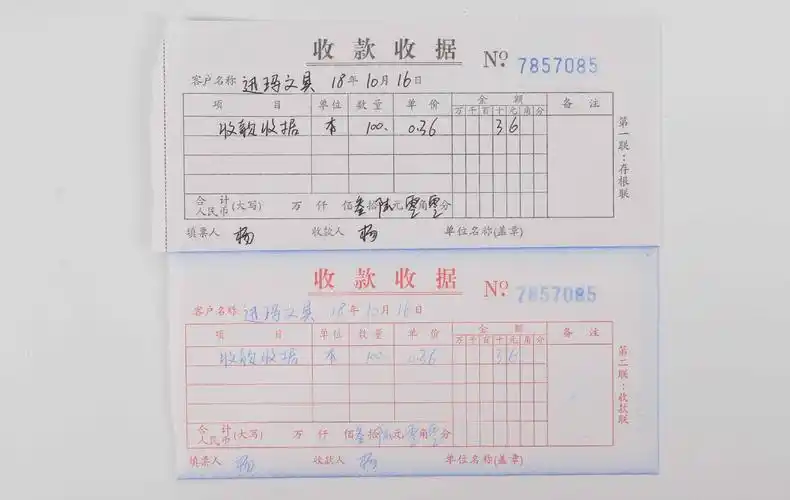 收款收据 No. 7857085
客户名称 迅玛文具 18年10月16日
项目 单位 数量 单价 金额 备注
万千百十元角分
收款收据 本 100. 0.36 36
合计人民币(大写) 万 仟 佰叁拾陆元零角零分
填票人 杨 收款人 杨 单位名称(盖章)
第一联:存根联
收款收据 No. 7857085
客户名称 迅玛文具 18年10月16日
项目 单位 数量 单价 金额 备注
万千百十元角分
收款收据 本 100 0.36 36
合计人民币(大写) 万 仟 佰叁拾陆元零角零分
填票人 杨 收款人 杨 单位名称(盖章)
第二联:收款联